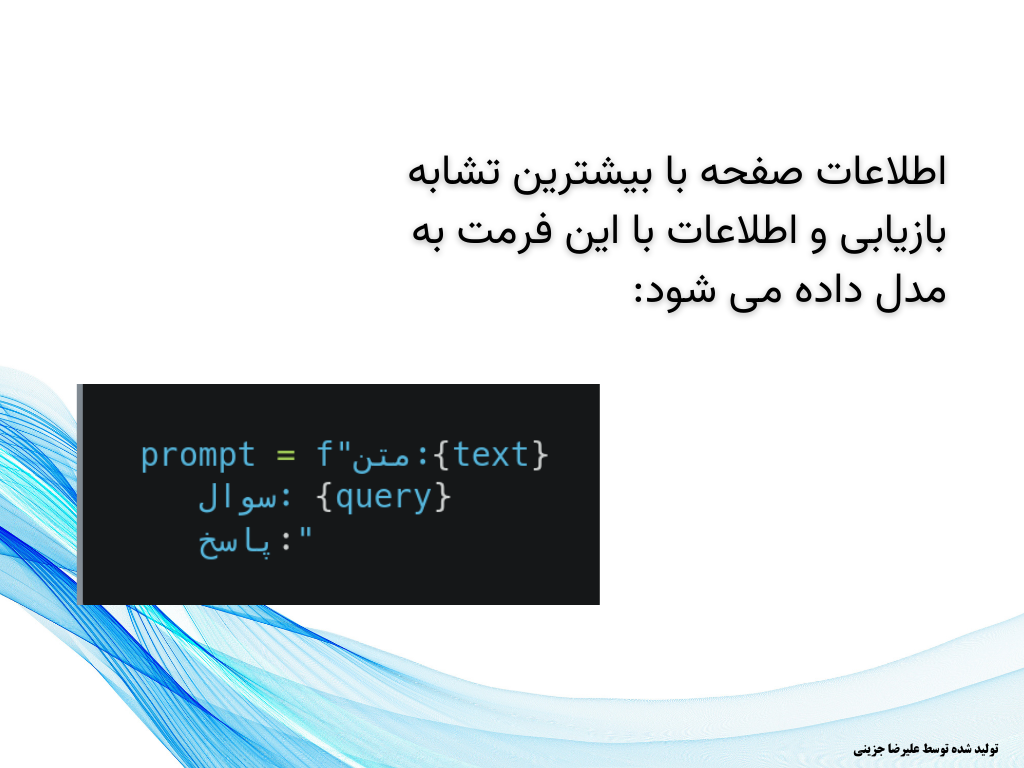 اطلاعات صفحه با بیشترین تشابه
بازیابی و اطلاعات با این فرمت به
مدل داده می شود:
prompt = f"متن:{text}
سوال: {query}
پاسخ:"
تولید شده توسط علیرضا جزینی